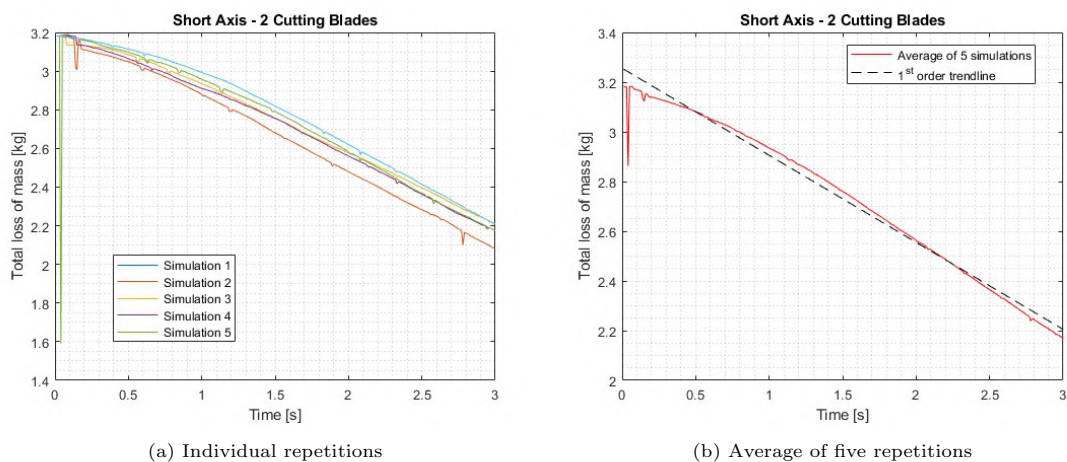 Short Axis - 2 Cutting Blades
3.2
3
2.8
2.6
2.4
2.2
2
1.8
1.6
1.4
Total loss of mass [kg]
Simulation 1
Simulation 2
Simulation 3
Simulation 4
Simulation 5
0 0.5 1 1.5 2 2.5 3
Time [s]
(a) Individual repetitions
Short Axis - 2 Cutting Blades
3.4
3.2
3
2.8
2.6
2.4
2.2
2
Total loss of mass [kg]
Average of 5 simulations
1st order trendline
0 0.5 1 1.5 2 2.5 3
Time [s]
(b) Average of five repetitions